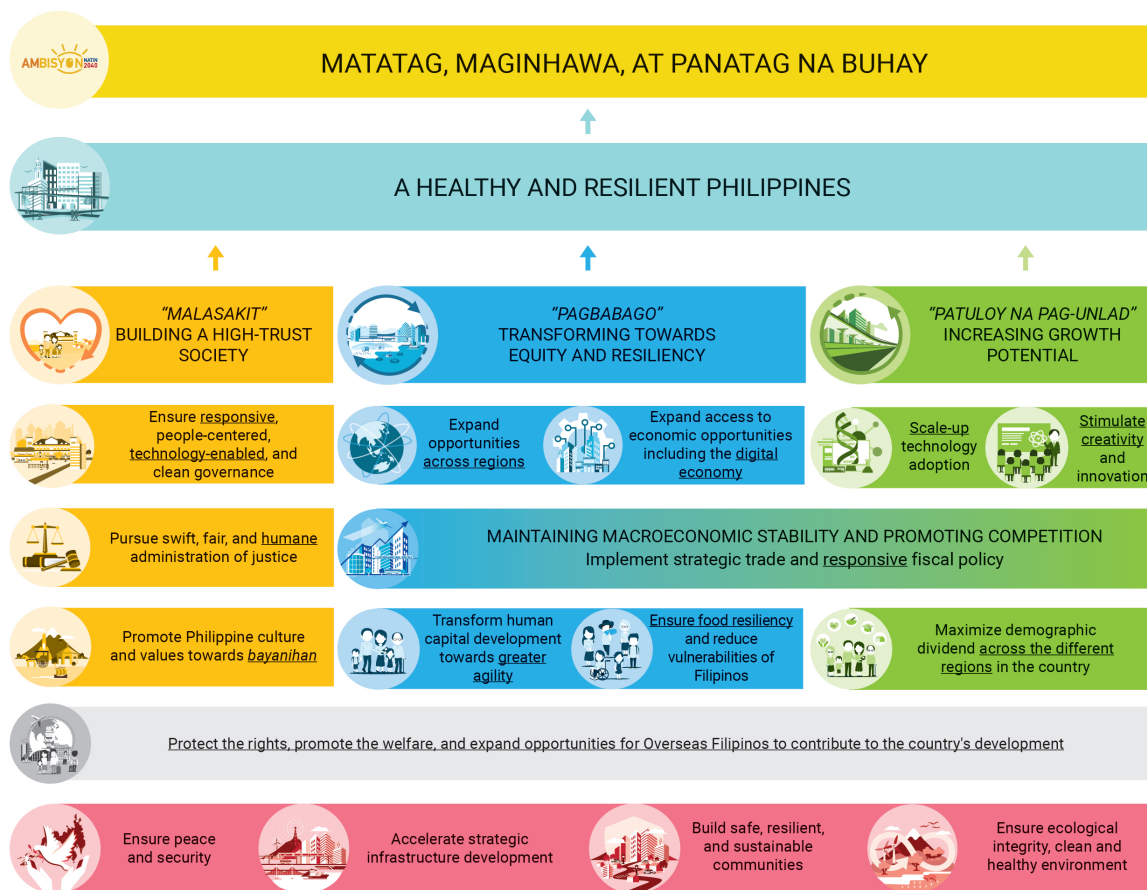 AMBISYON NATIN 2040
MATATAG, MAGINHAWA, AT PANATAG NA BUHAY
A HEALTHY AND RESILIENT PHILIPPINES
“MALASAKIT”
BUILDING A HIGH-TRUST
SOCIETY
“PAGBABAGO”
TRANSFORMING TOWARDS
EQUITY AND RESILIENCY
“PATULOY NA PAG-UNLAD”
INCREASING GROWTH
POTENTIAL
Ensure responsive,
people-centered,
technology-enabled, and
clean governance
Expand
opportunities
across regions
Expand access to
economic opportunities
including the digital
economy
Scale-up
technology
adoption
Stimulate
creativity
and
innovation
Pursue swift, fair, and humane
administration of justice
MAINTAINING MACROECONOMIC STABILITY AND PROMOTING COMPETITION
Implement strategic trade and responsive fiscal policy
Promote Philippine culture
and values towards bayanihan
Transform human
capital development
towards greater
agility
Ensure food resiliency
and reduce
vulnerabilities of
Filipinos
Maximize demographic
dividend across the different
regions in the country
Protect the rights, promote the welfare, and expand opportunities for Overseas Filipinos to contribute to the country's development
Ensure peace
and security
Accelerate strategic
infrastructure development
Build safe, resilient,
and sustainable
communities
Ensure ecological
integrity, clean and
healthy environment